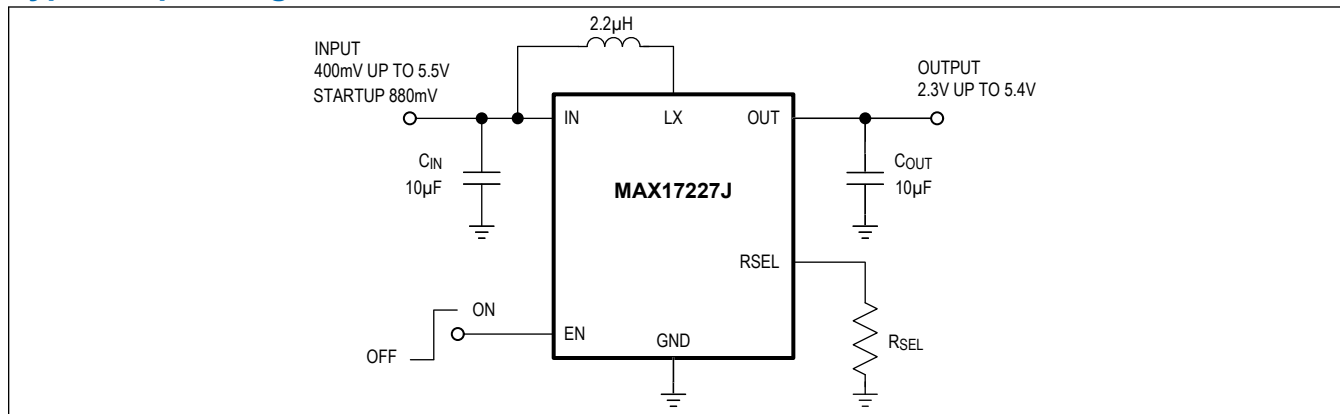 2.2µH
INPUT
400mV UP TO 5.5V
STARTUP 880mV
OUTPUT
2.3V UP TO 5.4V
IN
LX
OUT
CIN
10µF
MAX17227J
COUT
10µF
RSEL
ON
OFF
EN
GND
RSEL